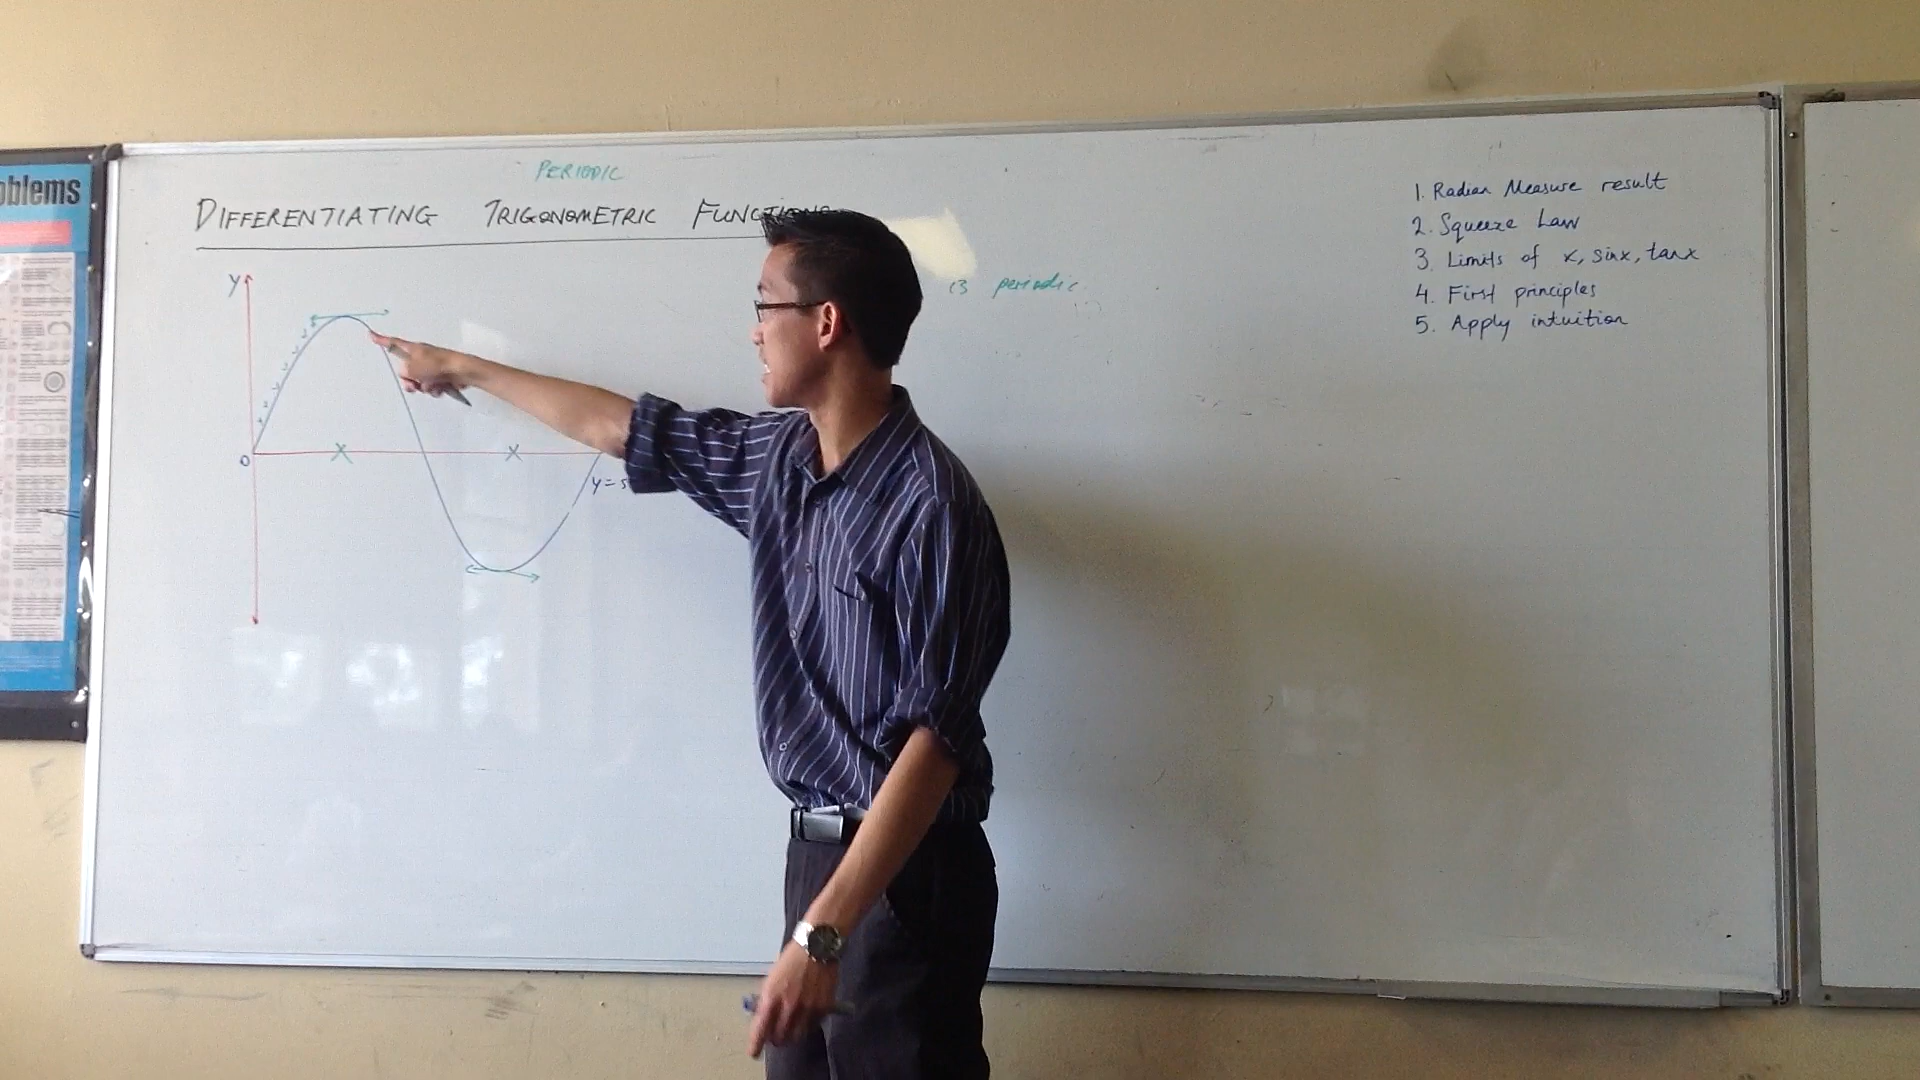 oblems
PERIODIC
DIFFERENTIATING TRIGONOMETRIC FUNCTIONS
Y
is periodic
O
y = s
1. Radian Measure result
2. Squeeze Law
3. Limits of x, sinx, tanx
4. First principles
5. Apply intuition